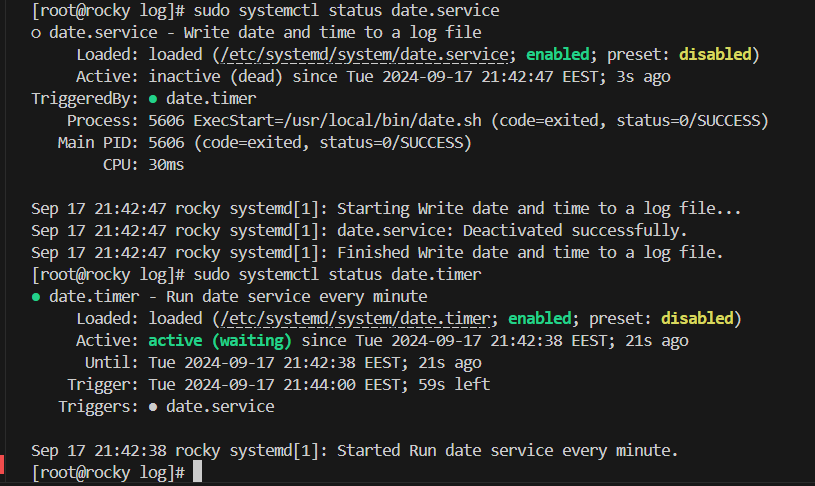 [root@rocky log]# sudo systemctl status date.service
○ date.service - Write date and time to a log file
     Loaded: loaded (/etc/systemd/system/date.service; enabled; preset: disabled)
     Active: inactive (dead) since Tue 2024-09-17 21:42:47 EEST; 3s ago
TriggeredBy: ● date.timer
    Process: 5606 ExecStart=/usr/local/bin/date.sh (code=exited, status=0/SUCCESS)
   Main PID: 5606 (code=exited, status=0/SUCCESS)
        CPU: 30ms

Sep 17 21:42:47 rocky systemd[1]: Starting Write date and time to a log file...
Sep 17 21:42:47 rocky systemd[1]: date.service: Deactivated successfully.
Sep 17 21:42:47 rocky systemd[1]: Finished Write date and time to a log file.
[root@rocky log]# sudo systemctl status date.timer
● date.timer - Run date service every minute
     Loaded: loaded (/etc/systemd/system/date.timer; enabled; preset: disabled)
     Active: active (waiting) since Tue 2024-09-17 21:42:38 EEST; 21s ago
      Until: Tue 2024-09-17 21:42:38 EEST; 21s ago
    Trigger: Tue 2024-09-17 21:44:00 EEST; 59s left
   Triggers: ● date.service

Sep 17 21:42:38 rocky systemd[1]: Started Run date service every minute.
[root@rocky log]#